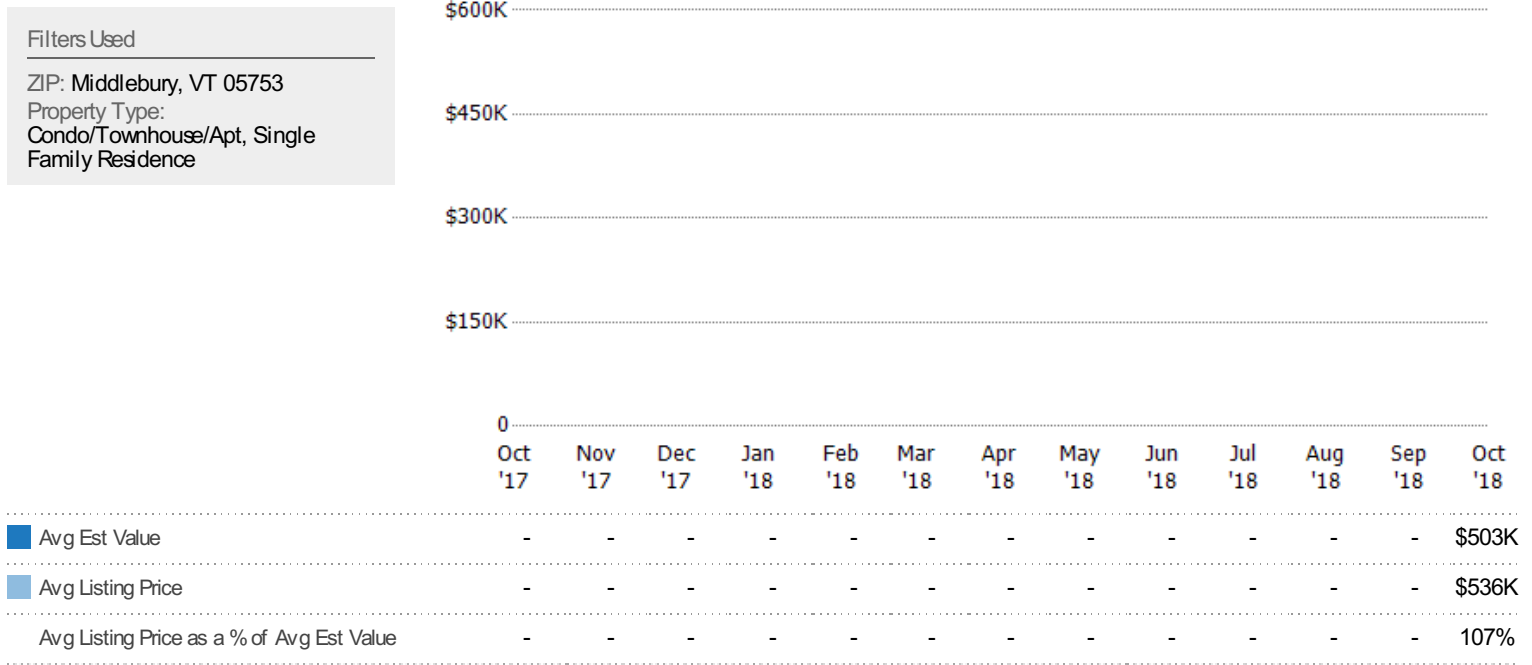 Filters Used
ZIP: Middlebury, VT 05753
Property Type:
Condo/Townhouse/Apt, Single
Family Residence
$600K
$450K
$300K
$150K
0
Oct Nov Dec Jan Feb Mar Apr May Jun Jul Aug Sep Oct
'17 '17 '17 '18 '18 '18 '18 '18 '18 '18 '18 '18 '18
Avg Est Value - - - - - - - - - - - - $503K
Avg Listing Price - - - - - - - - - - - - $536K
Avg Listing Price as a % of Avg Est Value - - - - - - - - - - - - 107%